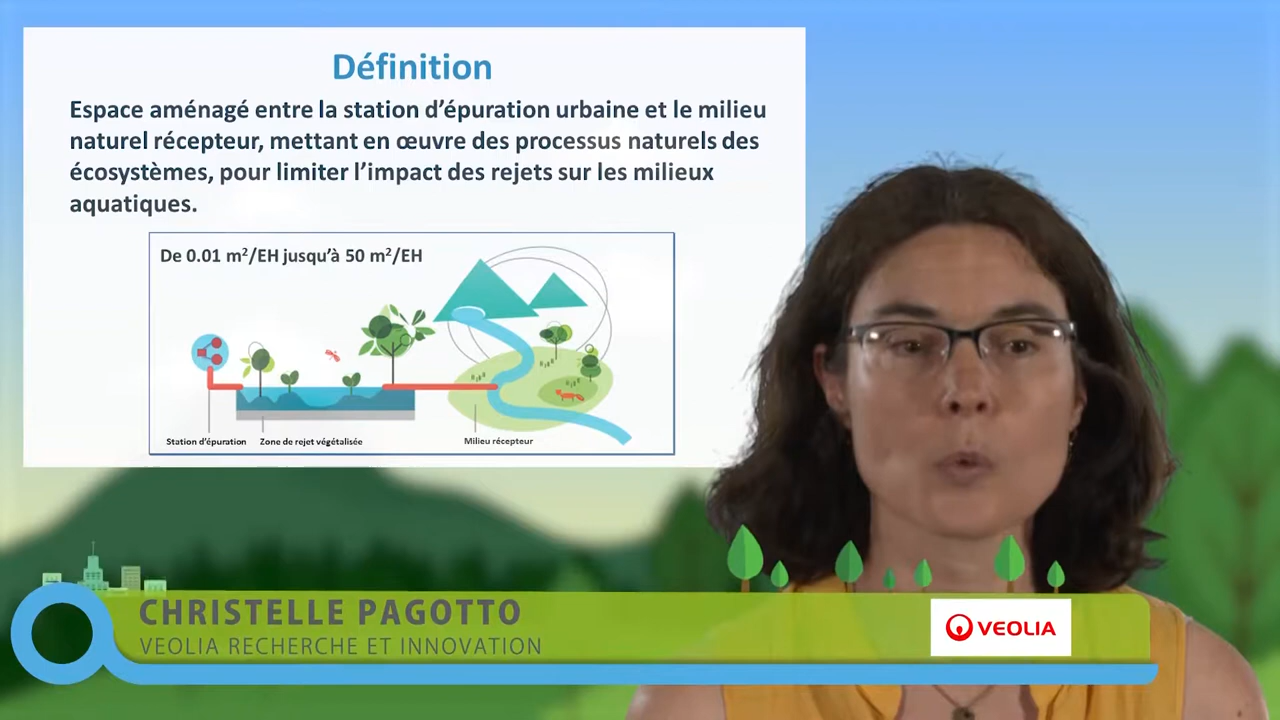 Définition
Espace aménagé entre la station d’épuration urbaine et le milieu
naturel récepteur, mettant en œuvre des processus naturels des
écosystèmes, pour limiter l’impact des rejets sur les milieux
aquatiques.
De 0.01 m²/EH jusqu’à 50 m²/EH
Station d’épuration Zone de rejet végétalisée Milieu récepteur
CHRISTELLE PAGOTTO
VEOLIA RECHERCHE ET INNOVATION
VEOLIA